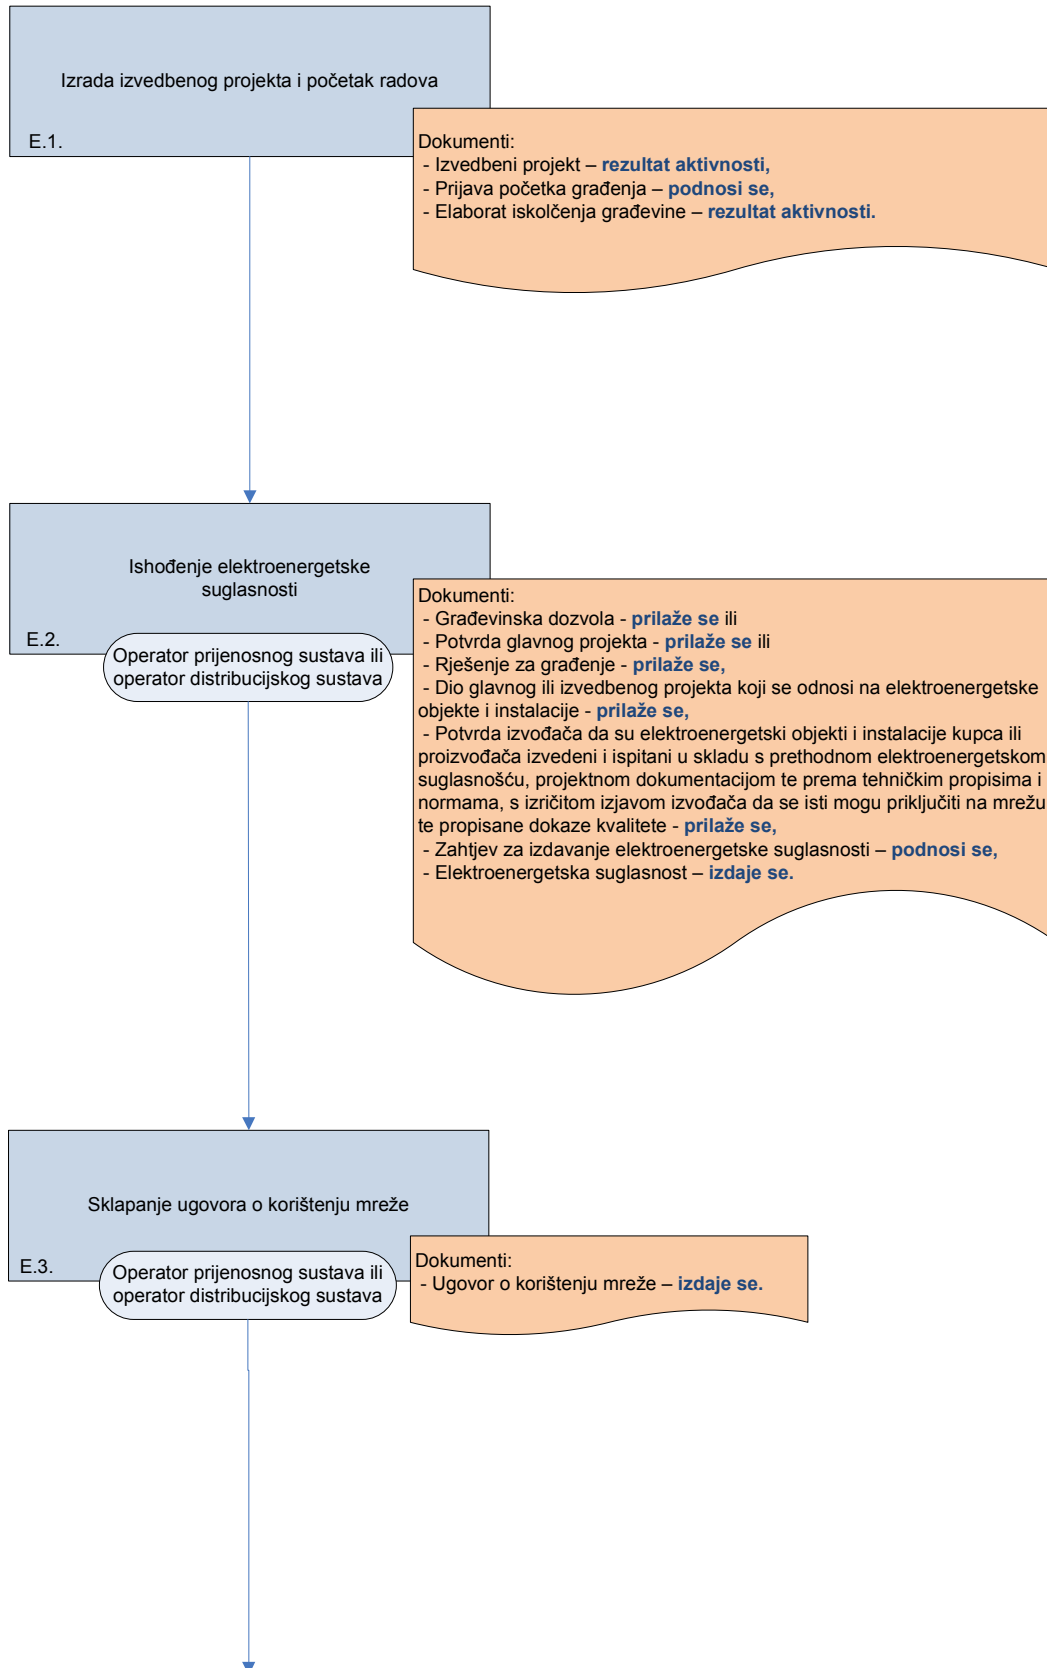 Izrada izvedbenog projekta i početak radova
E.1.
Dokumenti:
- Izvedbeni projekt – rezultat aktivnosti,
- Prijava početka građenja – podnosi se,
- Elaborat iskolčenja građevine – rezultat aktivnosti.
Ishođenje elektroenergetske
suglasnosti
E.2.
Operator prijenosnog sustava ili
operator distribucijskog sustava
Dokumenti:
- Građevinska dozvola - prilaže se ili
- Potvrda glavnog projekta - prilaže se ili
- Rješenje za građenje - prilaže se,
- Dio glavnog ili izvedbenog projekta koji se odnosi na elektroenergetske
objekte i instalacije - prilaže se,
- Potvrda izvođača da su elektroenergetski objekti i instalacije kupca ili
proizvođača izvedeni i ispitani u skladu s prethodnom elektroenergetskom
suglasnošću, projektnom dokumentacijom te prema tehničkim propisima i
normama, s izričitom izjavom izvođača da se isti mogu priključiti na mrežu
te propisane dokaze kvalitete - prilaže se,
- Zahtjev za izdavanje elektroenergetske suglasnosti – podnosi se,
- Elektroenergetska suglasnost – izdaje se.
Sklapanje ugovora o korištenju mreže
E.3.
Operator prijenosnog sustava ili
operator distribucijskog sustava
Dokumenti:
- Ugovor o korištenju mreže – izdaje se.